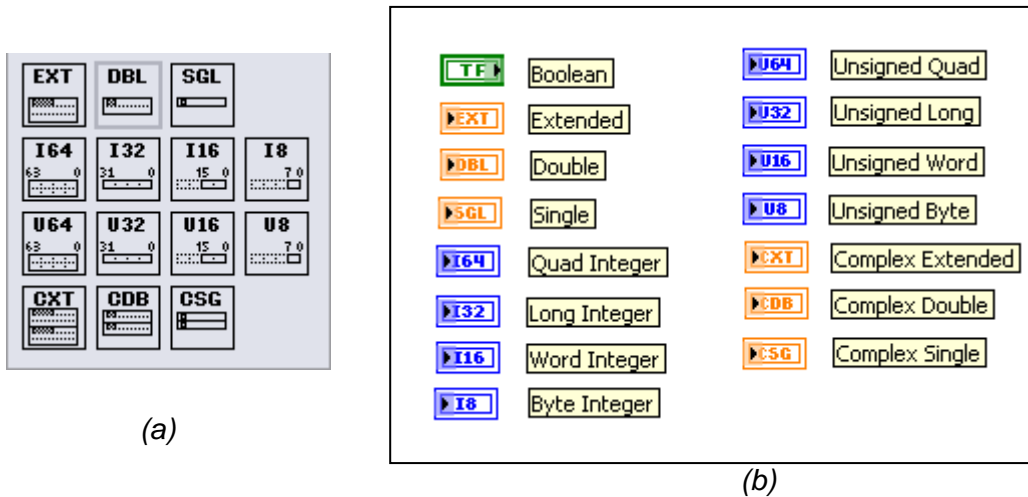 EXT DBL SGL
I64 I32 I16 I8
63 0 31 0 15 0 7 0
U64 U32 U16 U8
63 0 31 0 15 0 7 0
CXT CDB CSG
(a)
TF Boolean
EXT Extended
DBL Double
SGL Single
I64 Quad Integer
I32 Long Integer
I16 Word Integer
I8 Byte Integer
U64 Unsigned Quad
U32 Unsigned Long
U16 Unsigned Word
U8 Unsigned Byte
CXT Complex Extended
CDB Complex Double
CSG Complex Single
(b)